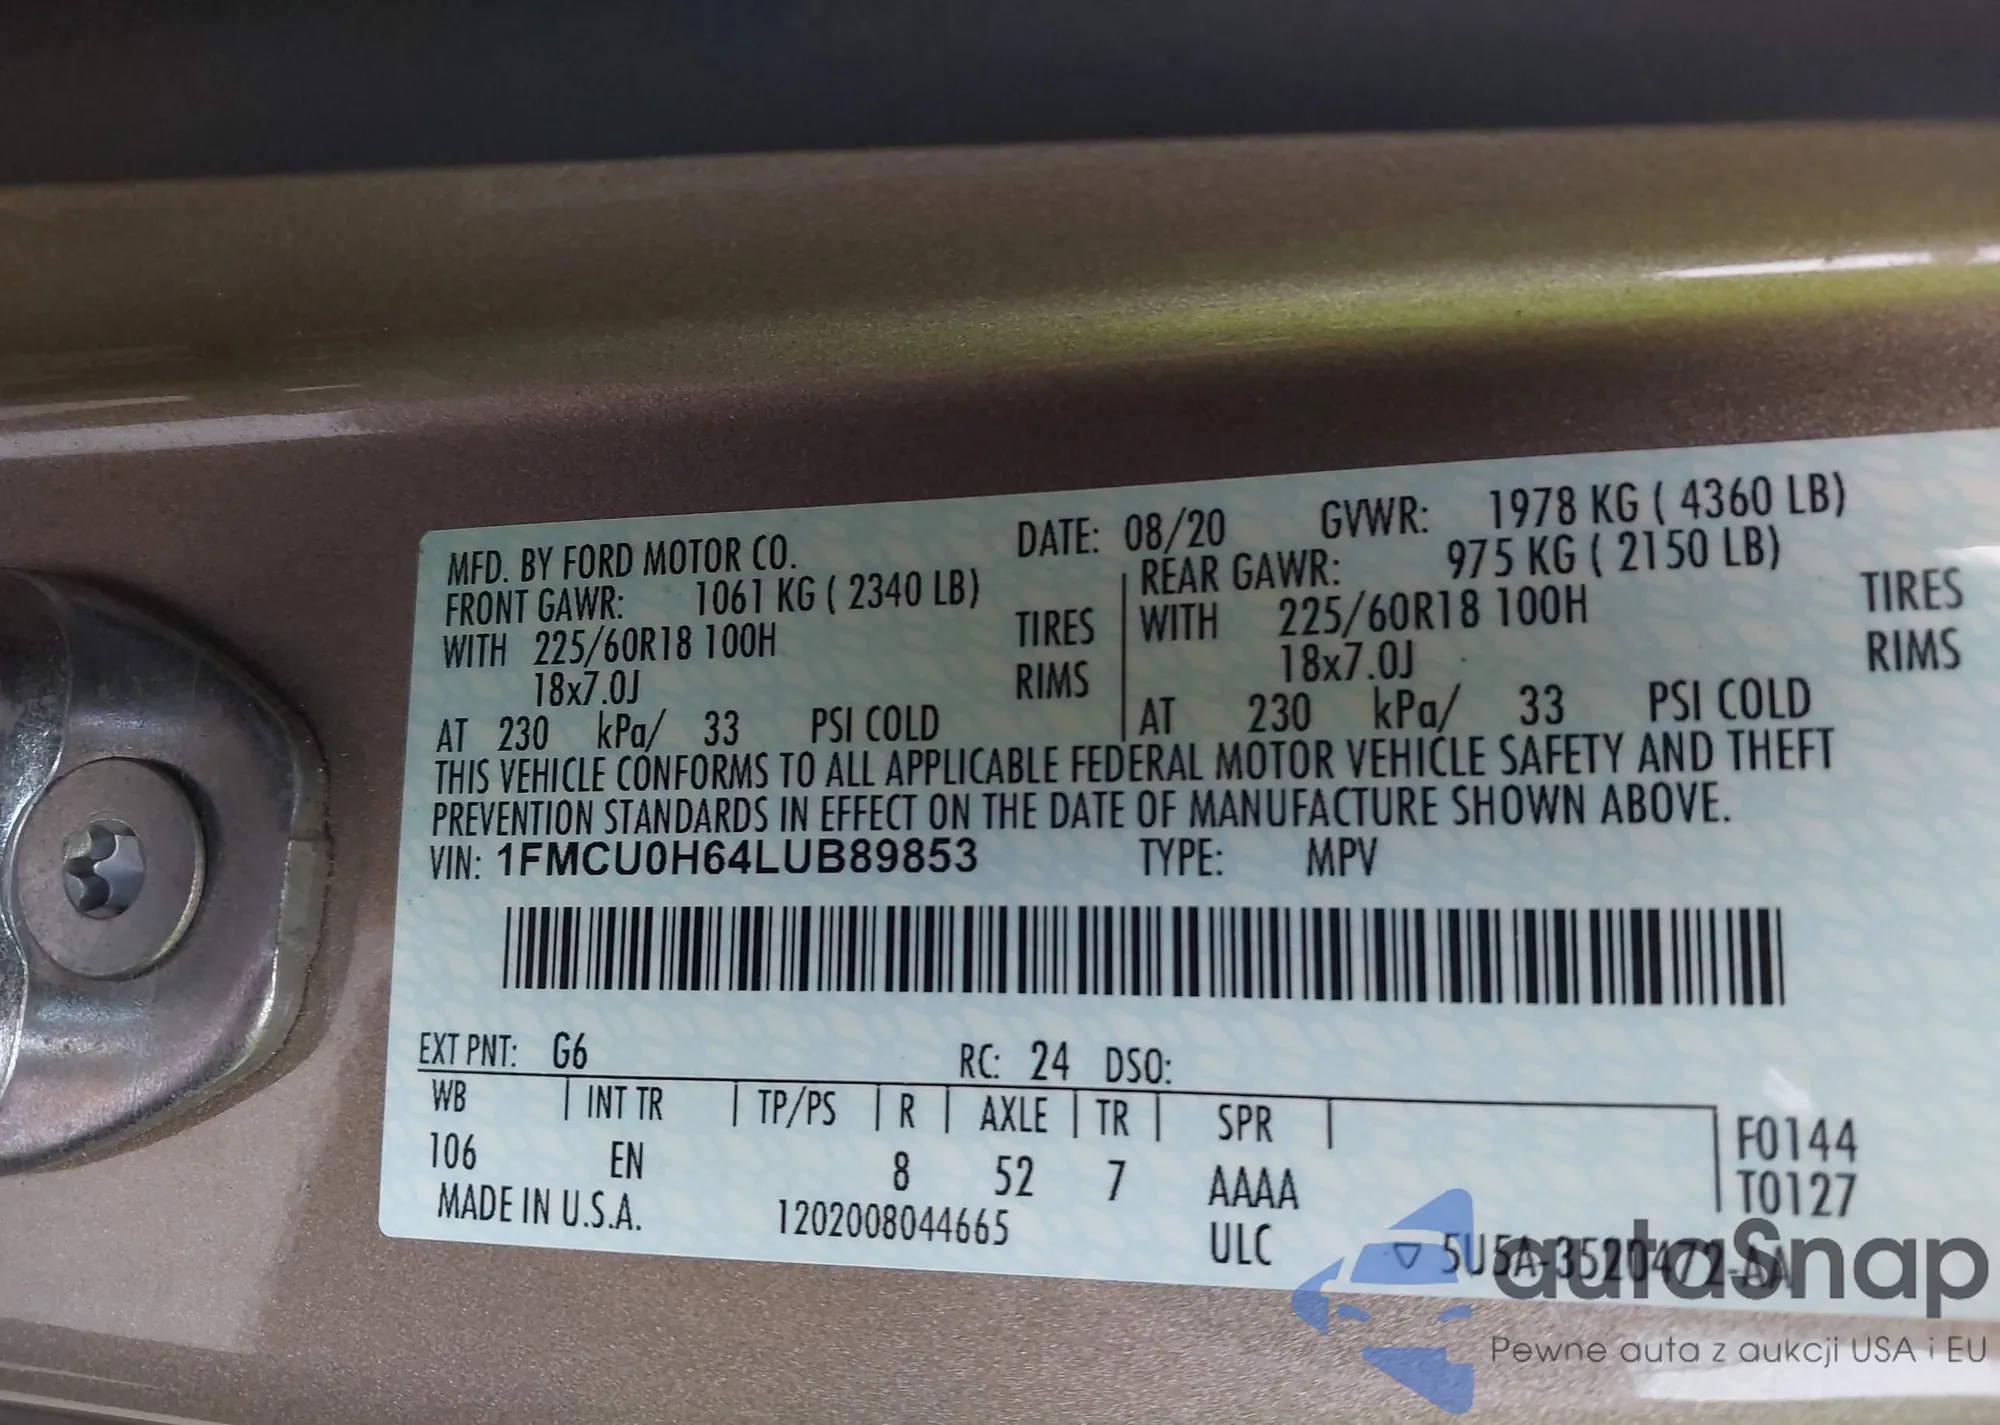 MFD. BY FORD MOTOR CO. DATE: 08/20 GVWR: 1978 KG ( 4360 LB)
FRONT GAWR: 1061 KG ( 2340 LB) REAR GAWR: 975 KG ( 2150 LB)
WITH 225/60R18 100H TIRES WITH 225/60R18 100H TIRES
18x7.0J RIMS 18x7.0J RIMS
AT 230 kPa/ 33 PSI COLD AT 230 kPa/ 33 PSI COLD
THIS VEHICLE CONFORMS TO ALL APPLICABLE FEDERAL MOTOR VEHICLE SAFETY AND THEFT
PREVENTION STANDARDS IN EFFECT ON THE DATE OF MANUFACTURE SHOWN ABOVE.
VIN: 1FMCU0H64LUB89853 TYPE: MPV
EXT PNT: G6 RC: 24 DSO:
WB INT TR TP/PS R AXLE TR SPR F0144
106 EN 8 52 7 AAAA T0127
MADE IN U.S.A. 1202008044665 ULC 5U5A-3520472-AA
autoSnap
Pewne auta z aukcji USA i EU